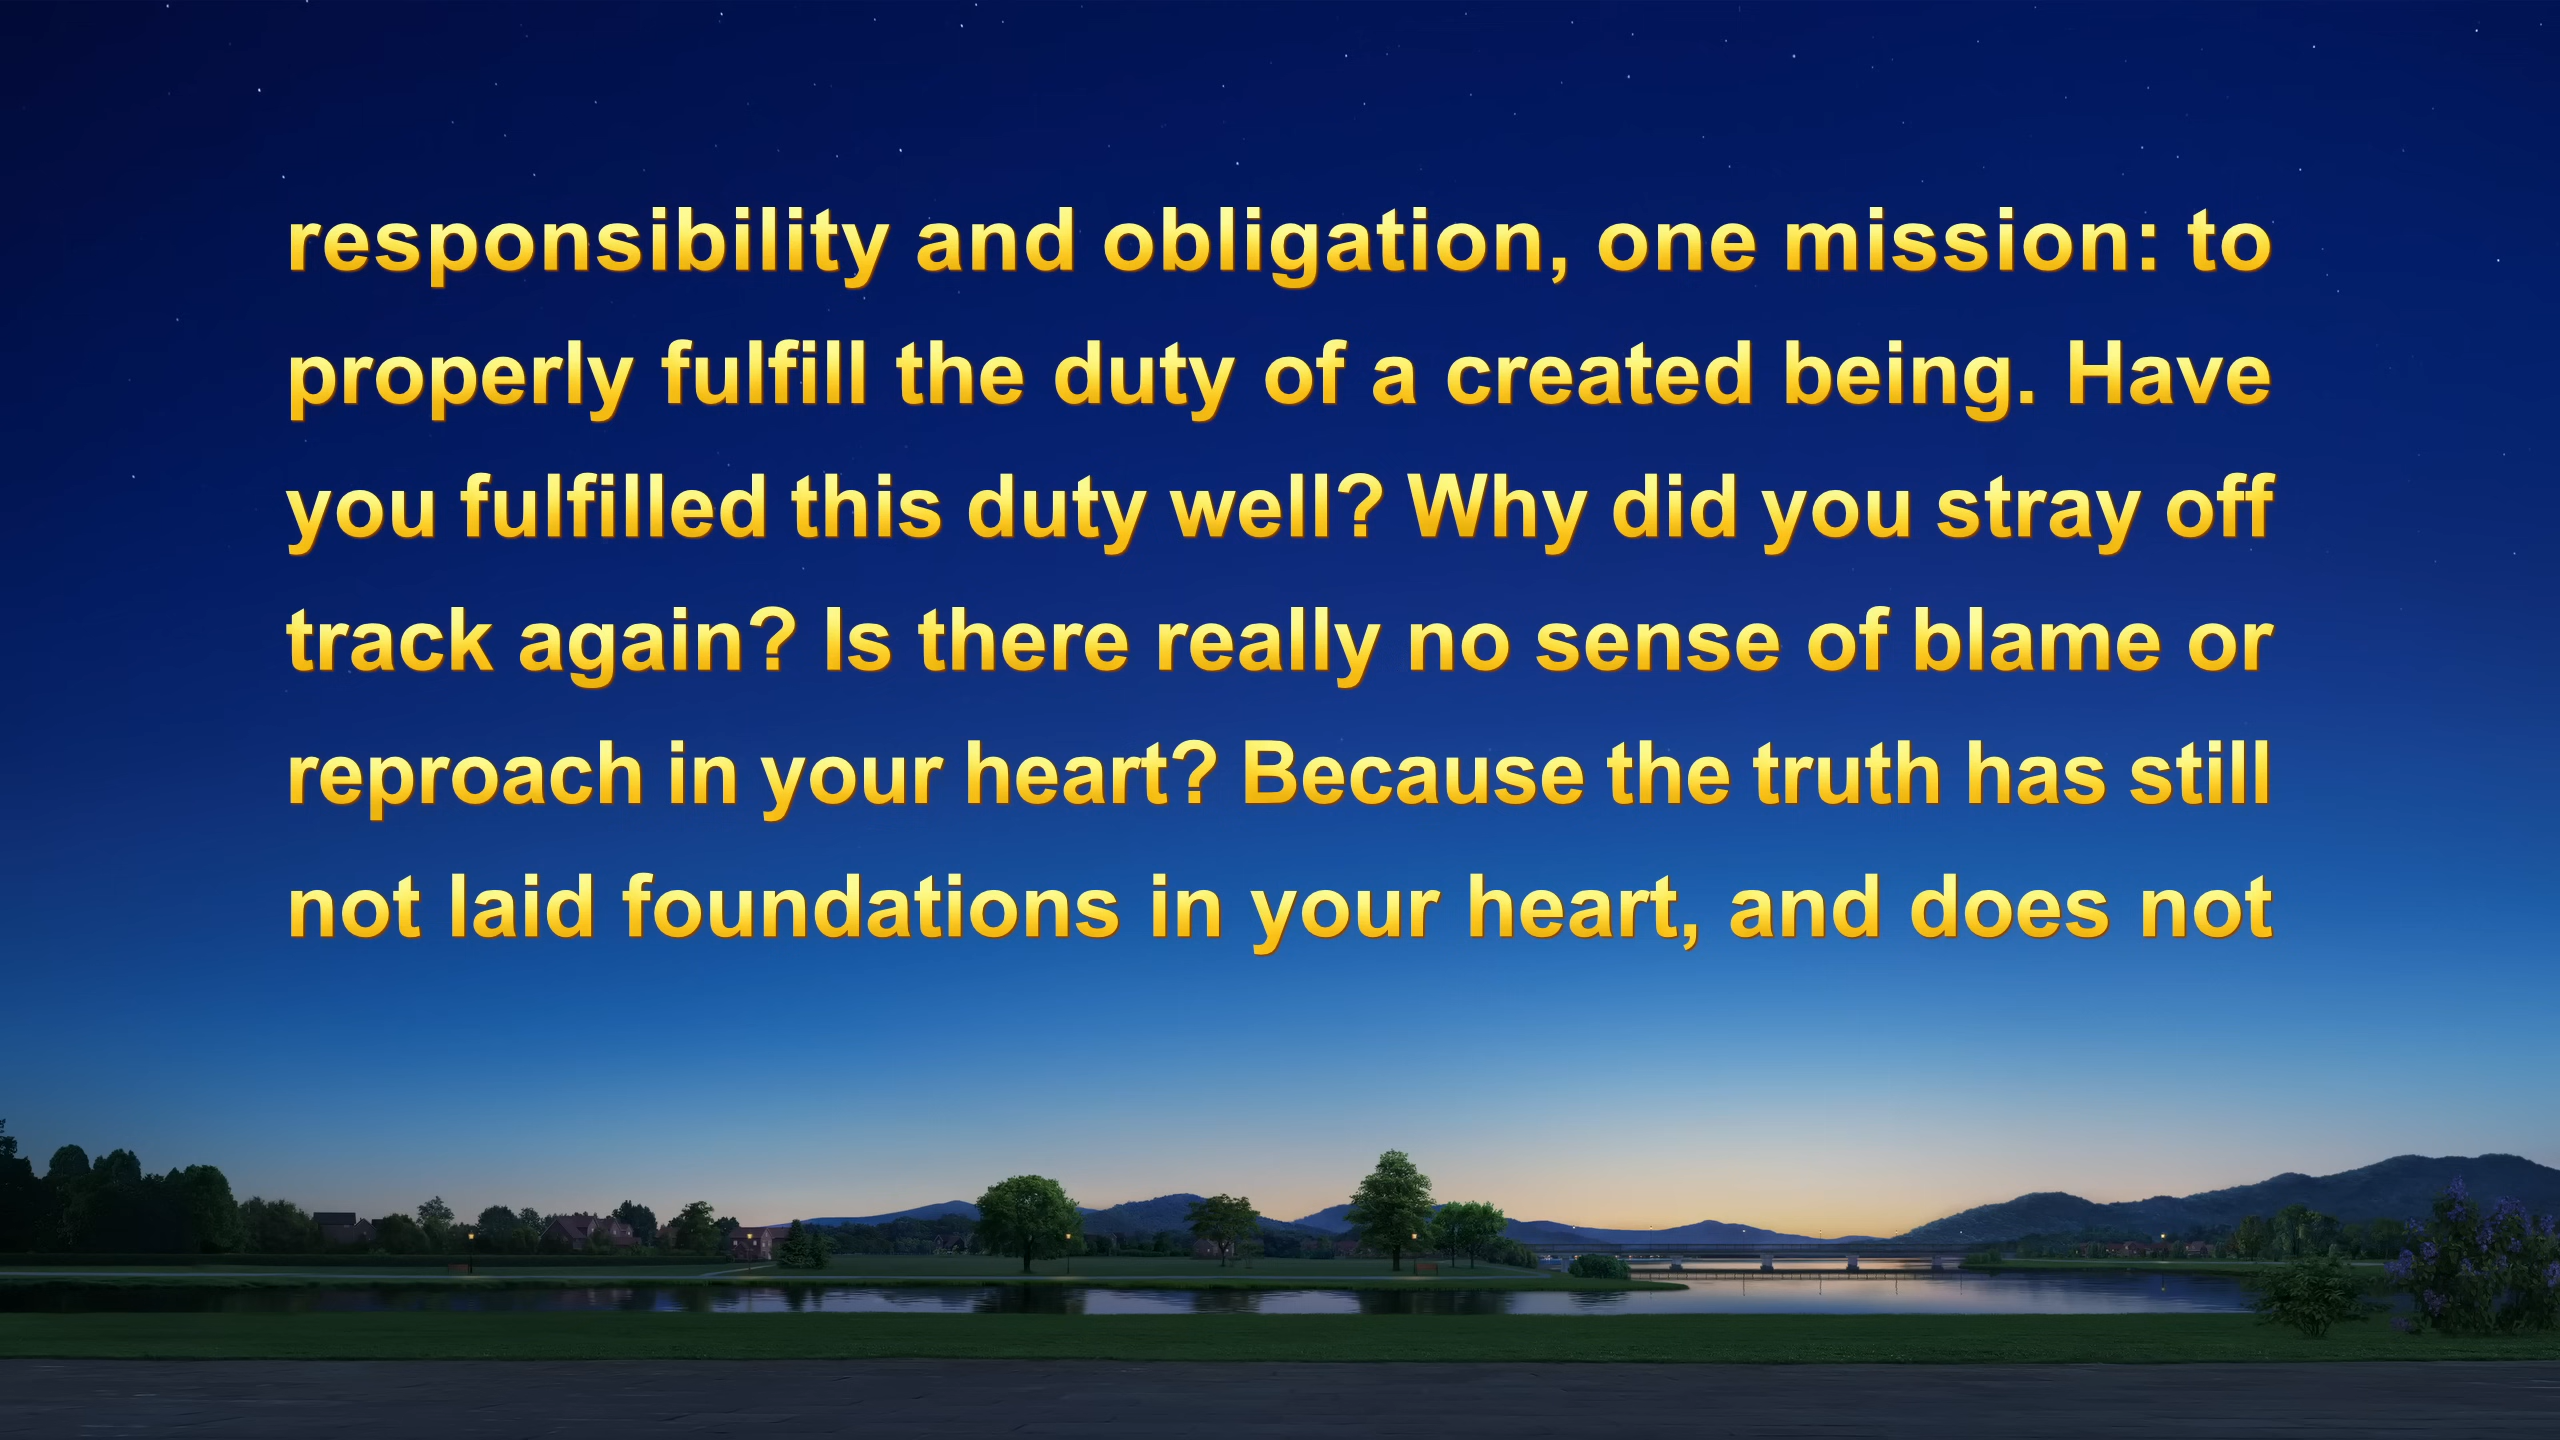 responsibility and obligation, one mission: to
properly fulfill the duty of a created being. Have
you fulfilled this duty well? Why did you stray off
track again? Is there really no sense of blame or
reproach in your heart? Because the truth has still
not laid foundations in your heart, and does not